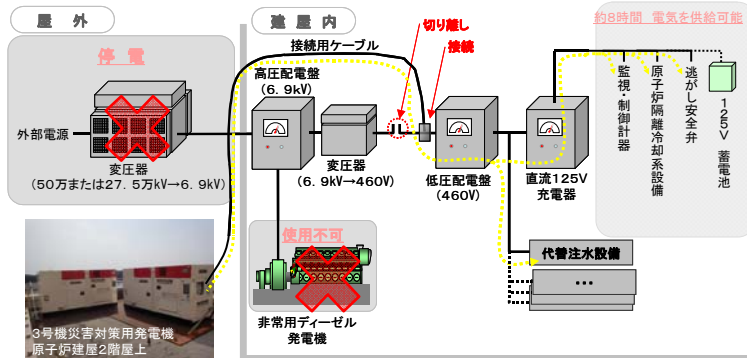 屋 外
建 屋 内
切り離し
約8時間 電気を供給可能
停 電
接続用ケーブル
接続
高圧配電盤
(6.9kV)
監視・制御計器
原子炉隔離冷却系設備
逃がし安全弁
125V 蓄電池
外部電源
変圧器
(50万または27.5万kV→6.9kV)
変圧器
(6.9kV→460V)
低圧配電盤
(460V)
直流125V
充電器
使用不可
代替注水設備
・・・
非常用ディーゼル
発電機
3号機災害対策用発電機
原子炉建屋2階屋上